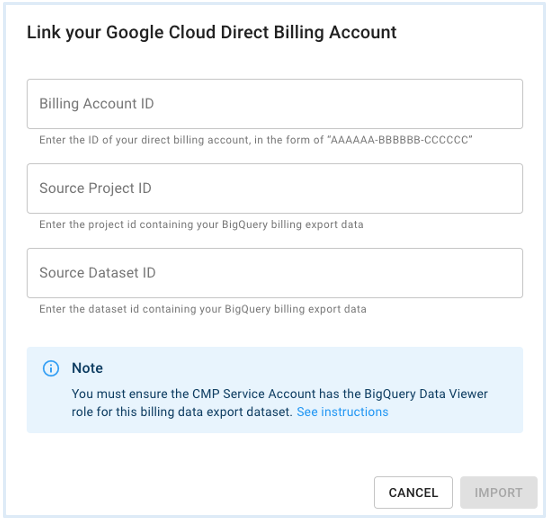 Link your Google Cloud Direct Billing Account
Billing Account ID
Enter the ID of your direct billing account, in the form of “AAAAAA-BBBBBB-CCCCCC”
Source Project ID
Enter the project id containing your BigQuery billing export data
Source Dataset ID
Enter the dataset id containing your BigQuery billing export data
Note
You must ensure the CMP Service Account has the BigQuery Data Viewer
role for this billing data export dataset. See instructions
CANCEL
IMPORT